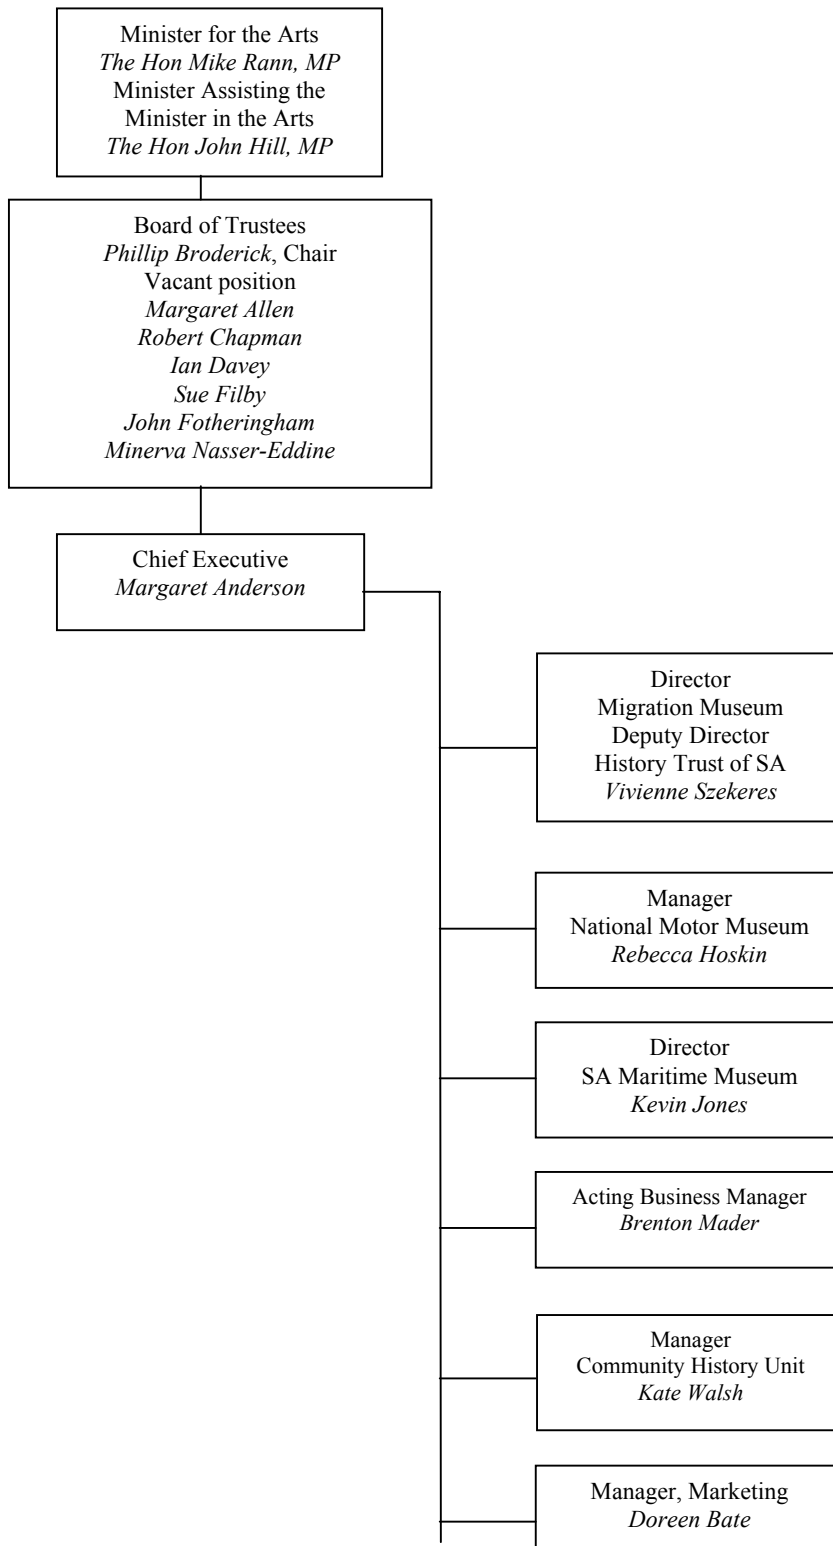 Minister for the Arts
The Hon Mike Rann, MP
Minister Assisting the
Minister in the Arts
The Hon John Hill, MP
Board of Trustees
Phillip Broderick, Chair
Vacant position
Margaret Allen
Robert Chapman
Ian Davey
Sue Filby
John Fotheringham
Minerva Nasser-Eddine
Chief Executive
Margaret Anderson
Director
Migration Museum
Deputy Director
History Trust of SA
Vivienne Szekeres
Manager
National Motor Museum
Rebecca Hoskin
Director
SA Maritime Museum
Kevin Jones
Acting Business Manager
Brenton Mader
Manager
Community History Unit
Kate Walsh
Manager, Marketing
Doreen Bate